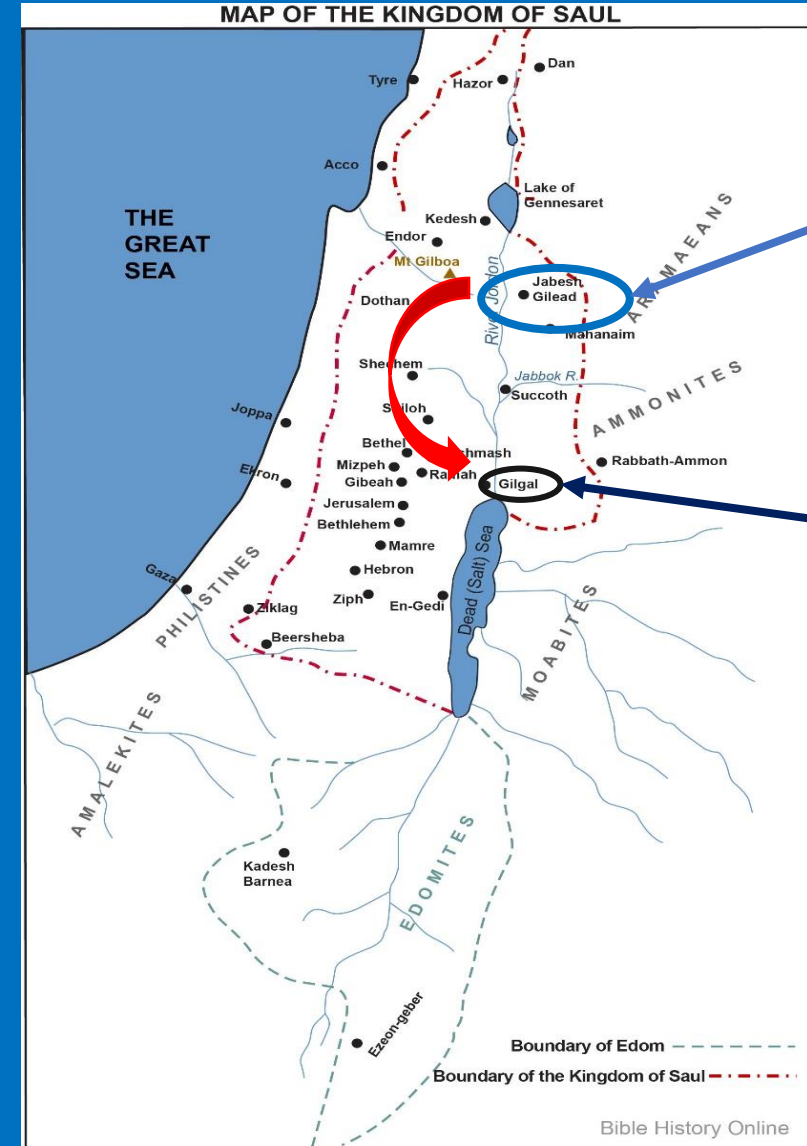 MAP OF THE KINGDOM OF SAUL
Dan
Tyre
Hazor
Acco
Lake of
Gennesaret
THE
GREAT
SEA
Kedesh
Endor
Mt Gilboa
ARAMAEANS
Jabesh
Gilead
River Jordon
Dothan
Mahanaim
Shechem
Jabbok R.
Succoth
AMMONITES
Joppa
Shiloh
Bethel
Mizpeh
Ramah
Rabbath-Ammon
Ekron
Gibeah
Gilgal
Jerusalem
Bethlehem
Mamre
Dead (Salt) Sea
Hebron
Gaza
PHILISTINES
Ziph
En-Gedi
Ziklag
Beersheba
MOABITES
AMALEKITES
EDOMITES
Kadesh
Barnea
Ezeon-geber
Boundary of Edom
Boundary of the Kingdom of Saul
Bible History Online